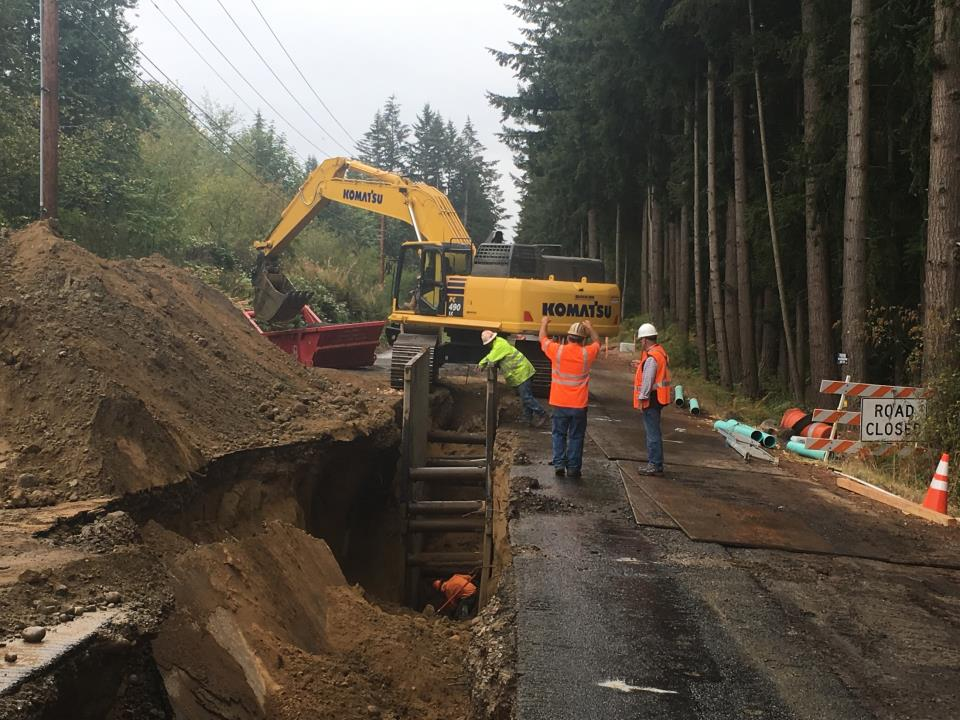 KOMATSU
KOMATSU
PC
490
LC
ROAD
CLOSED